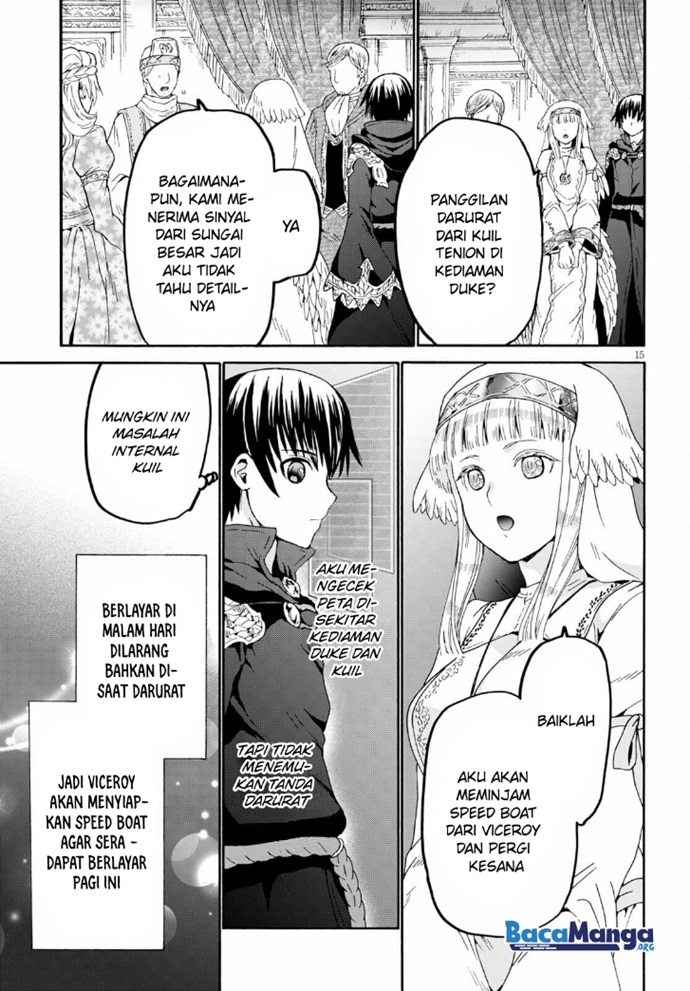 PANGGILAN
DARURAT
DARI KUIL
TENION DI
KEDIAMAN
DUKE?
YA
BAGAIMANA-
PUN, KAMI ME-
NERIMA SINYAL
DARI SUNGAI
BESAR JADI
AKU TIDAK
TAHU DETAIL-
NYA
15
BAIKLAH
AKU AKAN
MEMINJAM
SPEED BOAT
DARI VICEROY
DAN PERGI
KESANA
AKU ME-
NGECEK
PETA DI-
SEKITAR
KEDIAMAN
DUKE DAN
KUIL
TAPI TIDAK
MENEMU-
KAN TANDA
DARURAT
MUNGKIN INI
MASALAH
INTERNAL
KUIL
BERLAYAR DI
MALAM HARI
DILARANG
BAHKAN DI-
SAAT DARURAT
JADI VICEROY
AKAN MENYIAP-
KAN SPEED BOAT
AGAR SERA -
DAPAT BERLAYAR
PAGI INI
BacaManga
.ORG